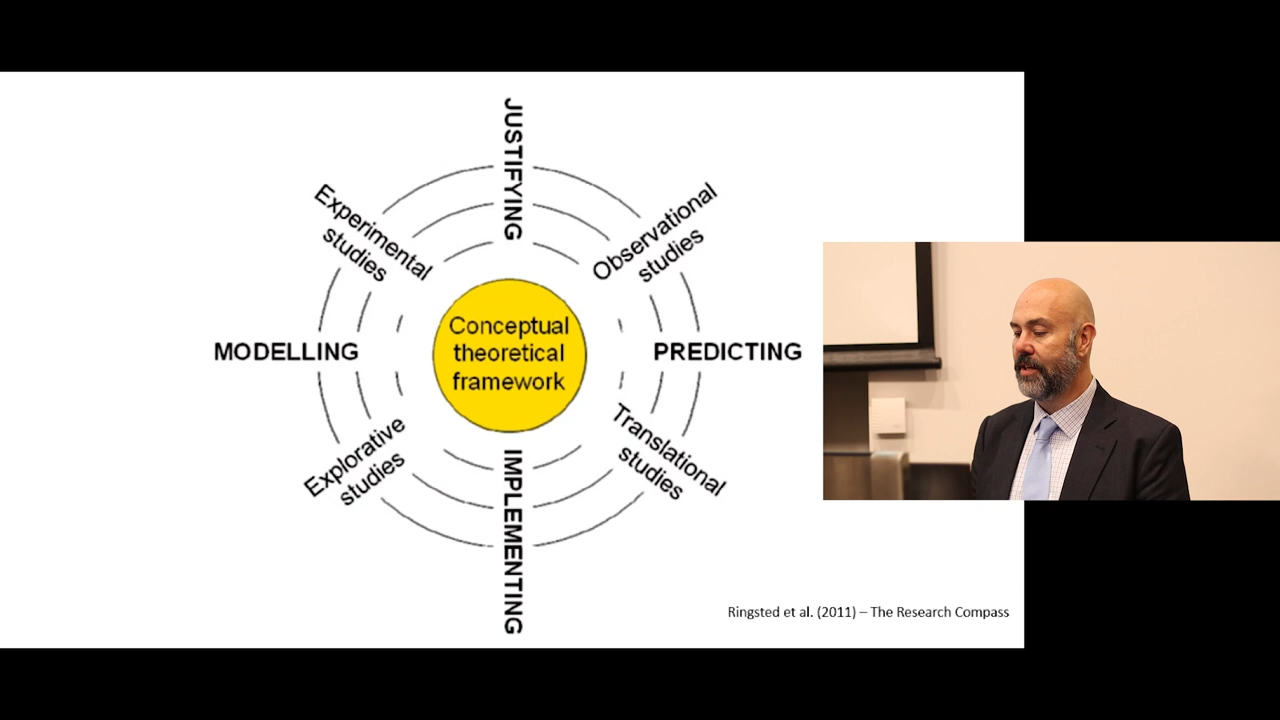 JUSTIFYING
Experimental
studies
Observational
studies
MODELLING
Conceptual
theoretical
framework
PREDICTING
Explorative
studies
Translational
studies
IMPLEMENTING
Ringsted et al. (2011) – The Research Compass